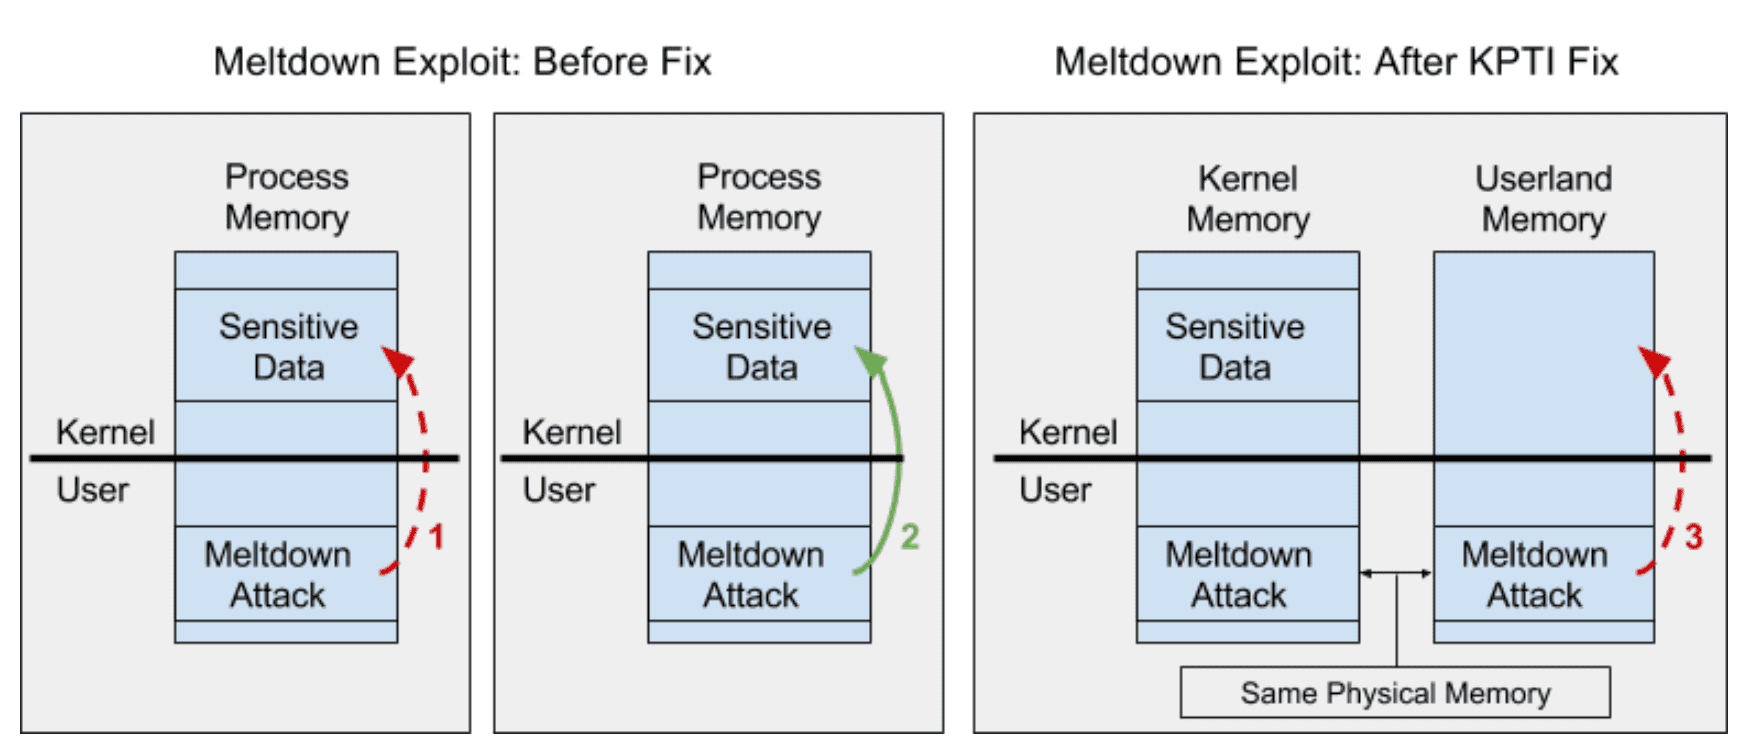 Meltdown Exploit: Before Fix
Process
Memory
Sensitive
Data
Kernel
User
1
Meltdown
Attack
Process
Memory
Sensitive
Data
Kernel
User
2
Meltdown
Attack
Meltdown Exploit: After KPTI Fix
Kernel
Memory
Userland
Memory
Sensitive
Data
Kernel
User
Meltdown
Attack
Meltdown
Attack
3
Same Physical Memory